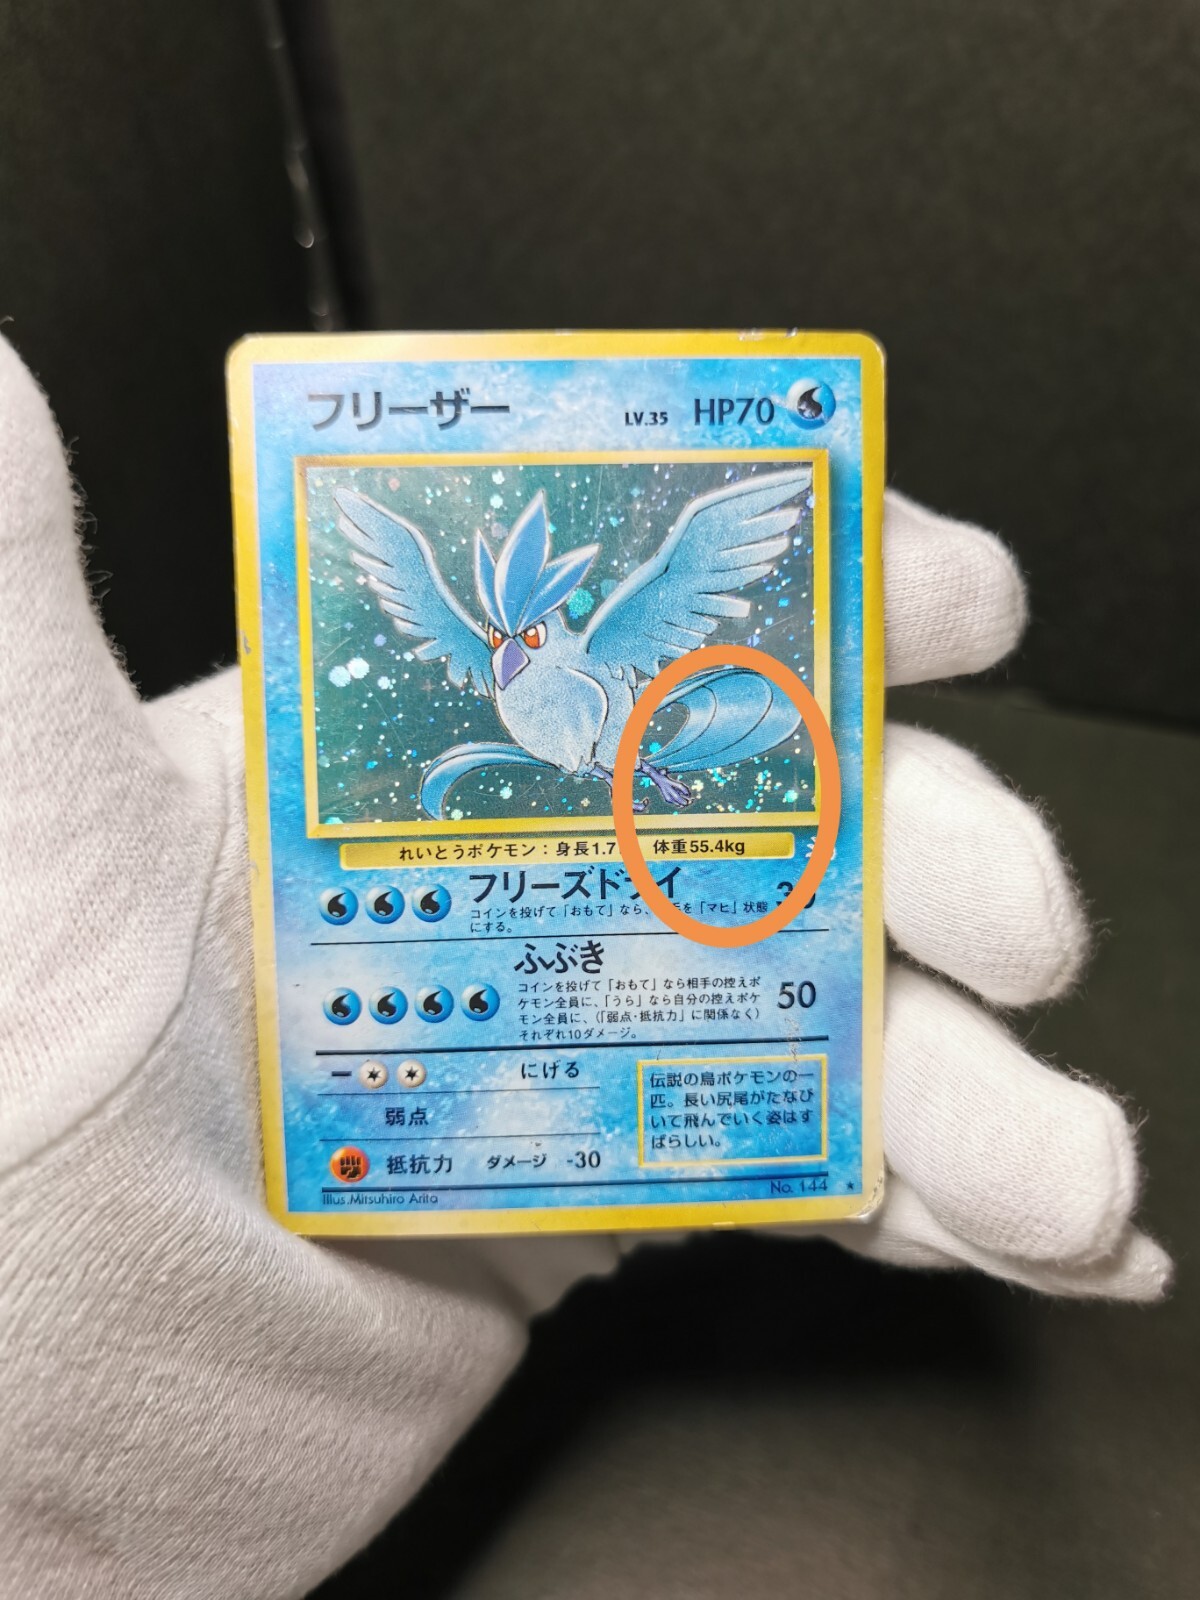 フリーザー LV.35 HP70
れいとうポケモン：身長1.7 体重55.4kg
フリーズドライ
コインを投げて「おもて」なら、 を「マヒ」状態
にする。
ふぶき 50
コインを投げて「おもて」なら相手の控えポ
ケモン全員に、「うら」なら自分の控えポケ
モン全員に、（「弱点・抵抗力」に関係なく）
それぞれ10ダメージ。
にげる
弱点
抵抗力 ダメージ -30
伝説の鳥ポケモンの一
匹。長い尻尾がたなび
いて飛んでいく姿はす
ばらしい。
Illus.Mitsuhiro Arita
No. 144 ★